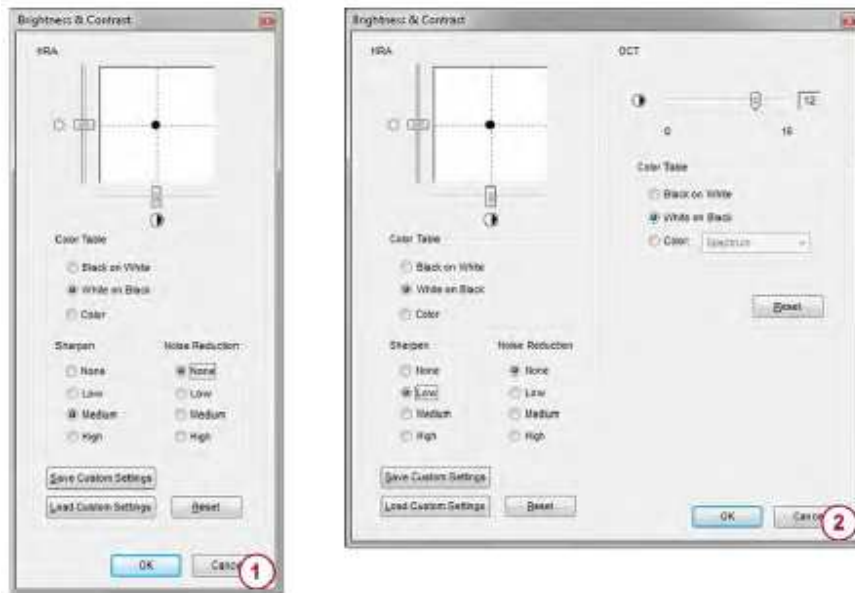 Brightness & Contrast
HRA
Color Table
Black on White
White on Black
Color
Sharpen
None
Low
Medium
High
Noise Reduction
None
Low
Medium
High
Save Custom Settings
Load Custom Settings
Reset
OK
Cancel
1
Brightness & Contrast
HRA
Color Table
Black on White
White on Black
Color
Sharpen
None
Low
Medium
High
Noise Reduction
None
Low
Medium
High
Save Custom Settings
Load Custom Settings
Reset
OCT
12
0
16
Color Table
Black on White
White on Black
Color:
Spectrum
Reset
OK
Cance
2